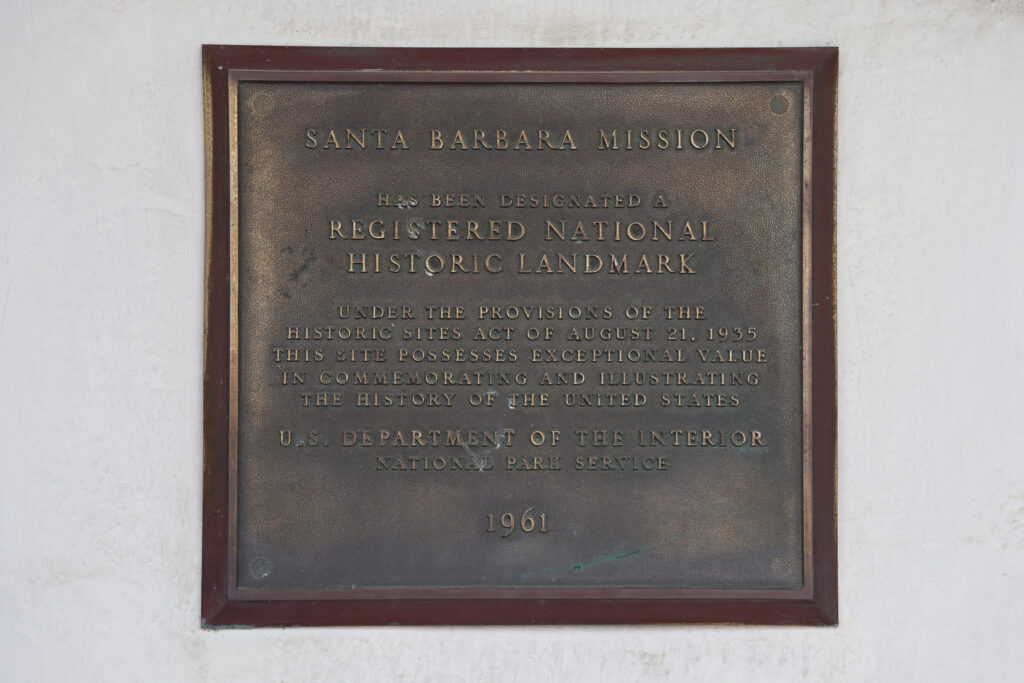 SANTA BARBARA MISSION
HAS BEEN DESIGNATED A
REGISTERED NATIONAL
HISTORIC LANDMARK
UNDER THE PROVISIONS OF THE
HISTORIC SITES ACT OF AUGUST 21, 1935
THIS SITE POSSESSES EXCEPTIONAL VALUE
IN COMMEMORATING AND ILLUSTRATING
THE HISTORY OF THE UNITED STATES
U.S. DEPARTMENT OF THE INTERIOR
NATIONAL PARK SERVICE
1961